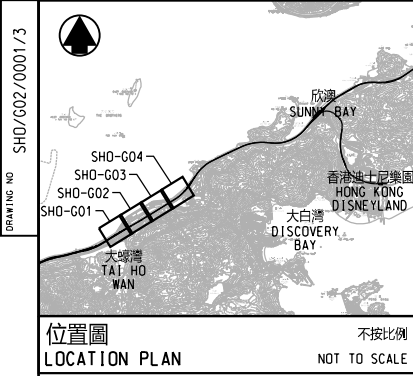 DRAWING NO SHO/G02/0001/3
欣澳
SUNNY BAY
SHO-G04
SHO-G03
SHO-G02
SHO-G01
香港迪士尼樂園
HONG KONG
DISNEYLAND
大白灣
DISCOVERY
BAY
大蠔灣
TAI HO
WAN
位置圖
不按比例
LOCATION PLAN
NOT TO SCALE